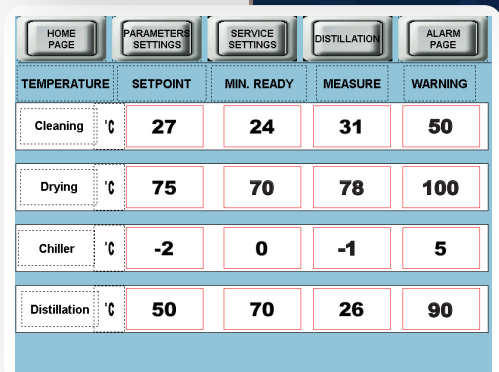 HOME PAGE PARAMETERS SETTINGS SERVICE SETTINGS DISTILLATION ALARM PAGE
TEMPERATURE SETPOINT MIN. READY MEASURE WARNING
Cleaning °C 27 24 31 50
Drying °C 75 70 78 100
Chiller °C -2 0 -1 5
Distillation °C 50 70 26 90